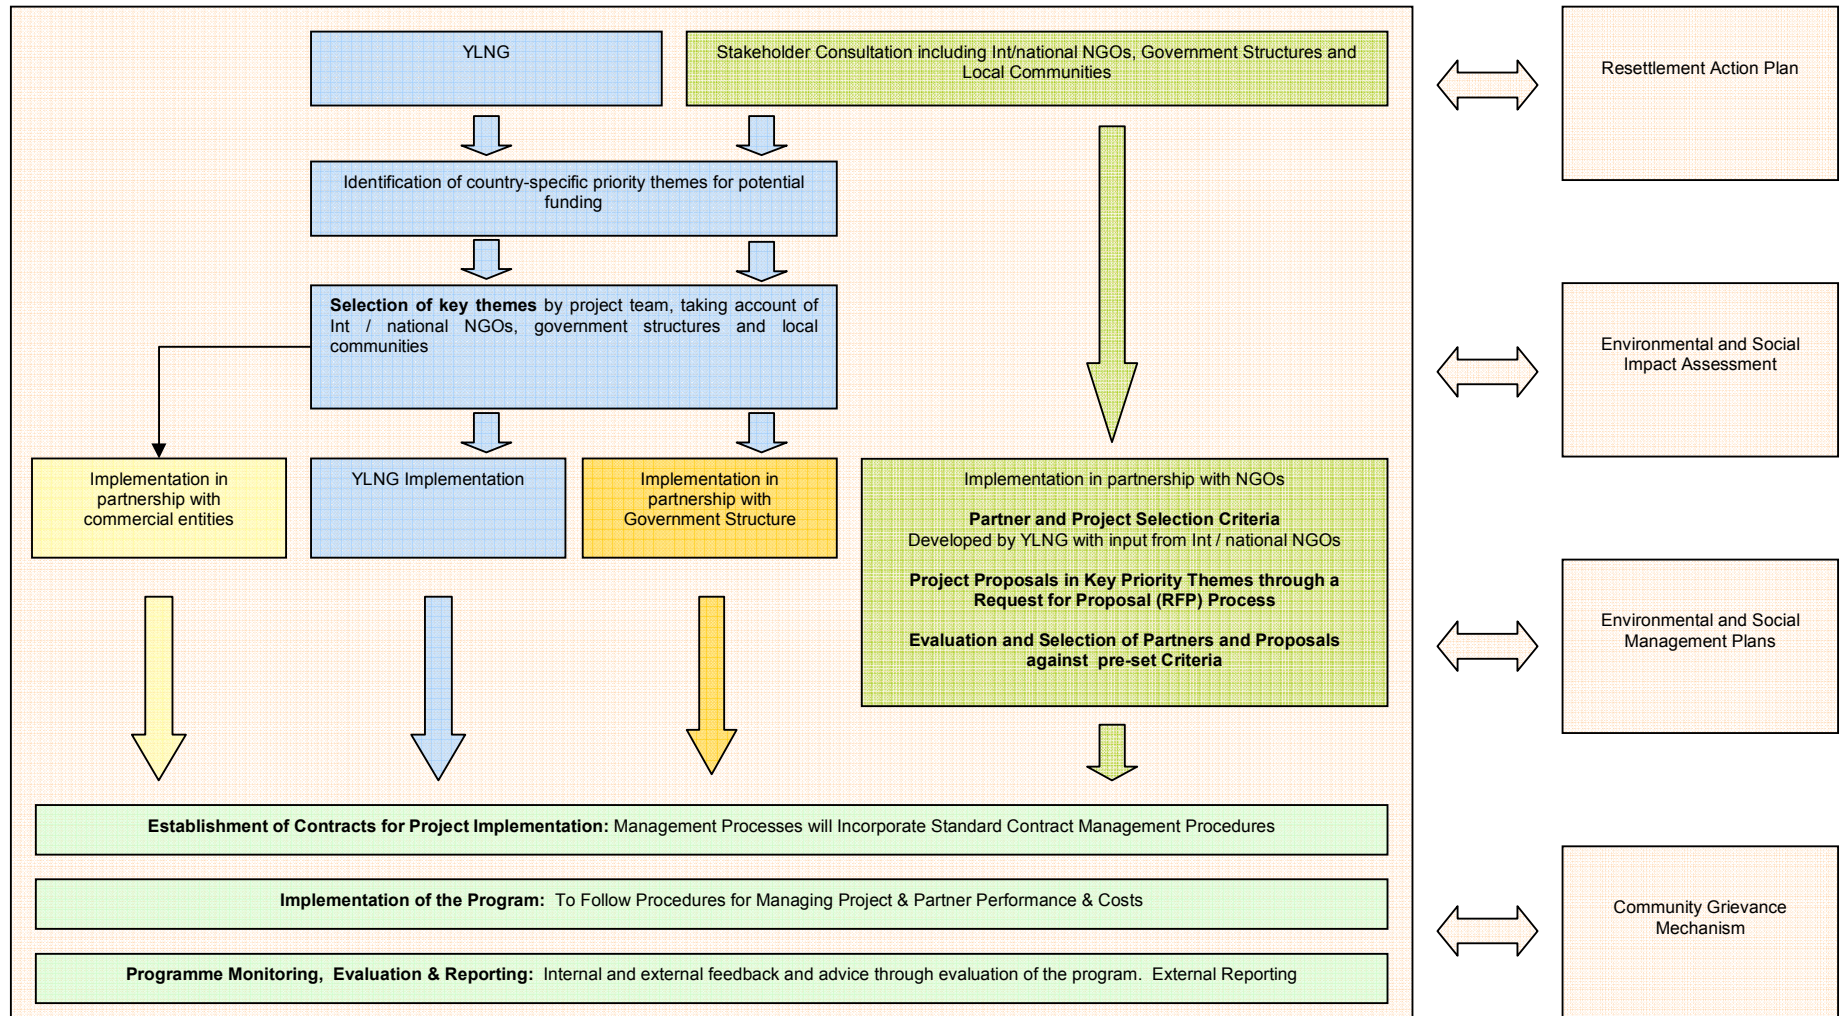 YLNG
Stakeholder Consultation including Int/national NGOs, Government Structures and
Local Communities
Resettlement Action Plan
Identification of country-specific priority themes for potential
funding
Selection of key themes by project team, taking account of
Int / national NGOs, government structures and local
communities
Environmental and Social
Impact Assessment
Implementation in
partnership with
commercial entities
YLNG Implementation
Implementation in
partnership with
Government Structure
Implementation in partnership with NGOs
Partner and Project Selection Criteria
Developed by YLNG with input from Int / national NGOs
Project Proposals in Key Priority Themes through a
Request for Proposal (RFP) Process
Evaluation and Selection of Partners and Proposals
against pre-set Criteria
Environmental and Social
Management Plans
Establishment of Contracts for Project Implementation: Management Processes will Incorporate Standard Contract Management Procedures
Implementation of the Program: To Follow Procedures for Managing Project & Partner Performance & Costs
Programme Monitoring, Evaluation & Reporting: Internal and external feedback and advice through evaluation of the program. External Reporting
Community Grievance
Mechanism